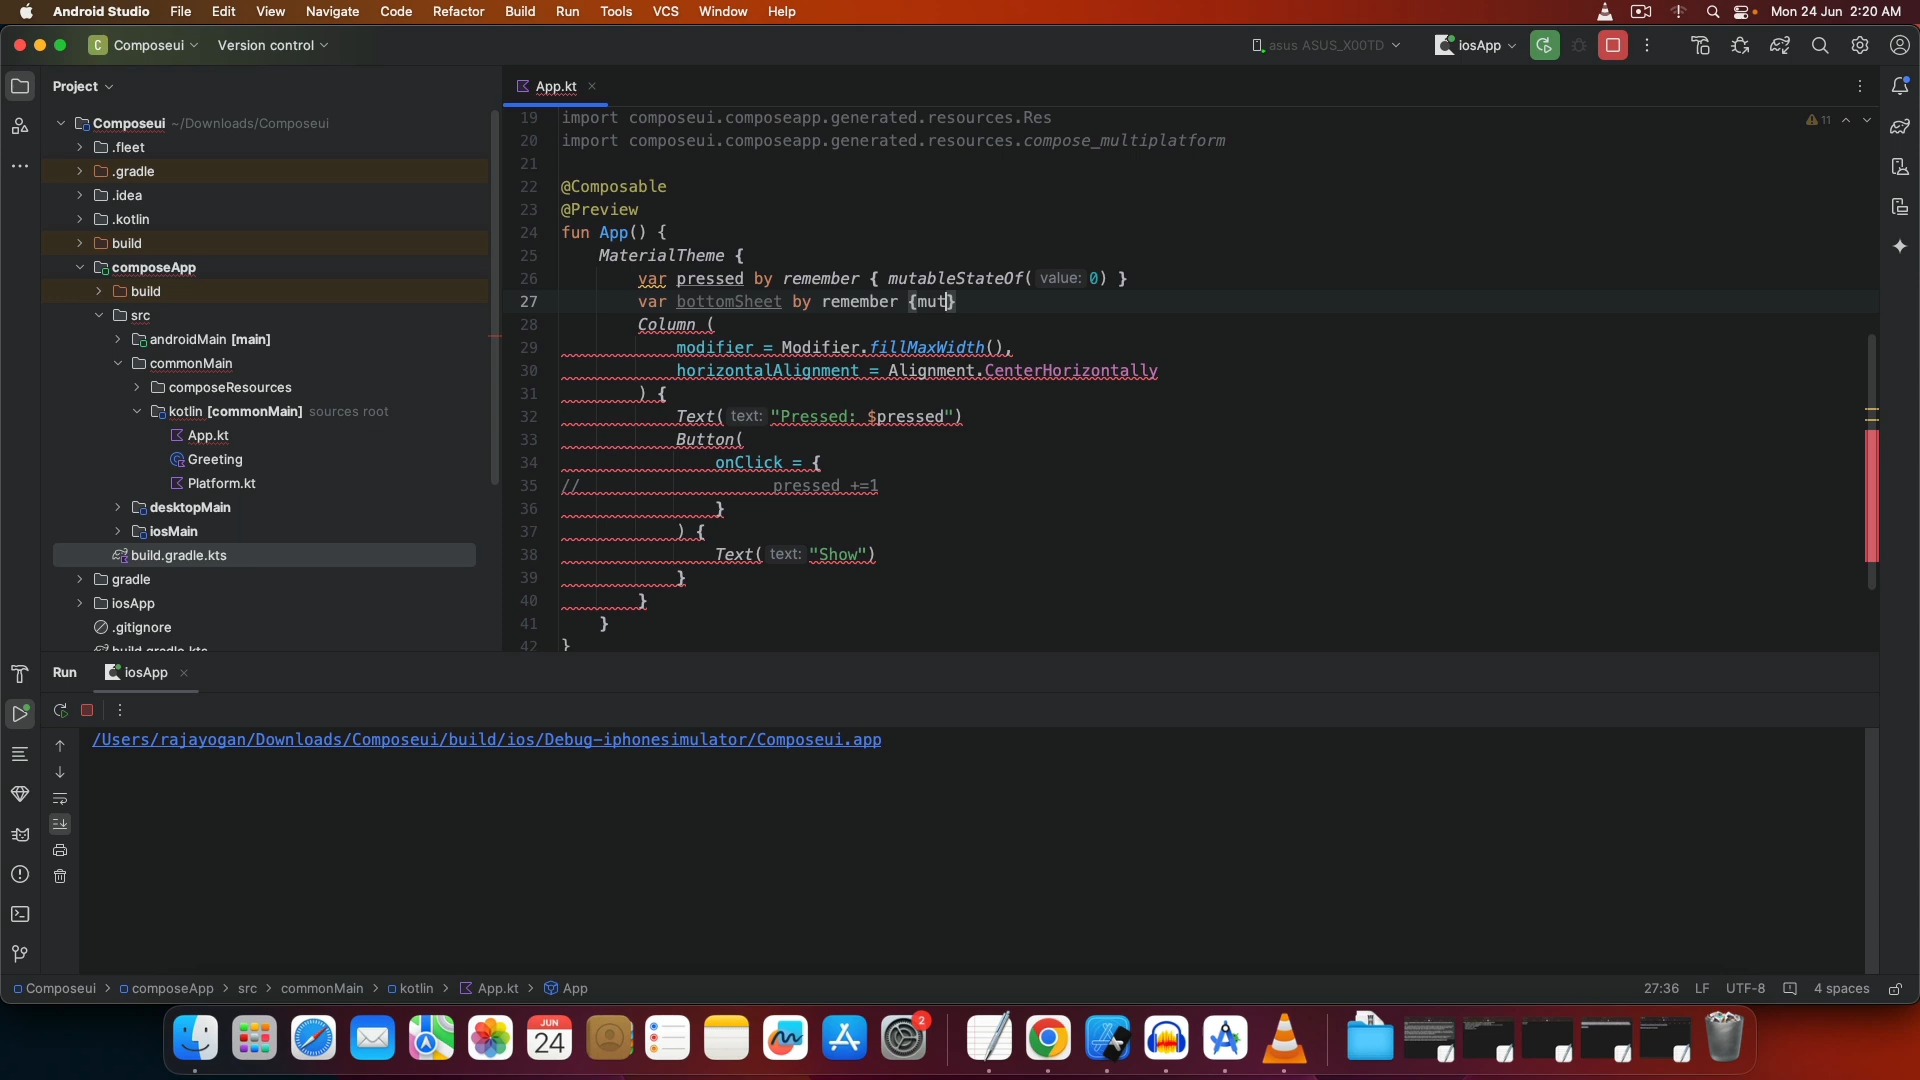 Android Studio File Edit View Navigate Code Refactor Build Run Tools VCS Window Help Mon 24 Jun 2:20 AM
C Composeui Version control asus ASUS_X00TD iosApp
Project App.kt
Composeui ~/Downloads/Composeui
.fleet
.gradle
.idea
.kotlin
build
composeApp
build
src
androidMain [main]
commonMain
composeResources
kotlin [commonMain] sources root
App.kt
Greeting
Platform.kt
desktopMain
iosMain
build.gradle.kts
gradle
iosApp
.gitignore
build.gradle.kts
11
19 import composeui.composeapp.generated.resources.Res
20 import composeui.composeapp.generated.resources.compose_multiplatform
21
22 @Composable
23 @Preview
24 fun App() {
25 MaterialTheme {
26 var pressed by remember { mutableStateOf( value: 0) }
27 var bottomSheet by remember {mut}
28 Column (
29 modifier = Modifier.fillMaxWidth(),
30 horizontalAlignment = Alignment.CenterHorizontally
31 ) {
32 Text( text: "Pressed: $pressed")
33 Button(
34 onClick = {
35 // pressed +=1
36 }
37 ) {
38 Text( text: "Show")
39 }
40 }
41 }
42 }
Run iosApp
/Users/rajayogan/Downloads/Composeui/build/ios/Debug-iphonesimulator/Composeui.app
Composeui composeApp src commonMain kotlin App.kt App 27:36 LF UTF-8 4 spaces
JUN
24
2